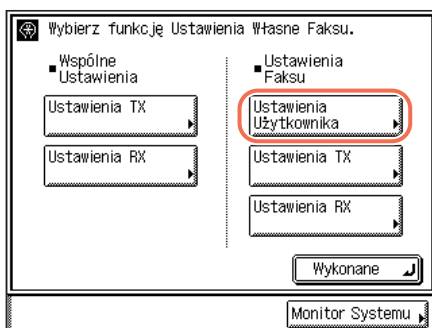 Wybierz funkcję Ustawienia Własne Faksu.
Wspólne
Ustawienia
Ustawienia TX
Ustawienia RX
Ustawienia
Faksu
Ustawienia
Użytkownika
Ustawienia TX
Ustawienia RX
Wykonane
Monitor Systemu